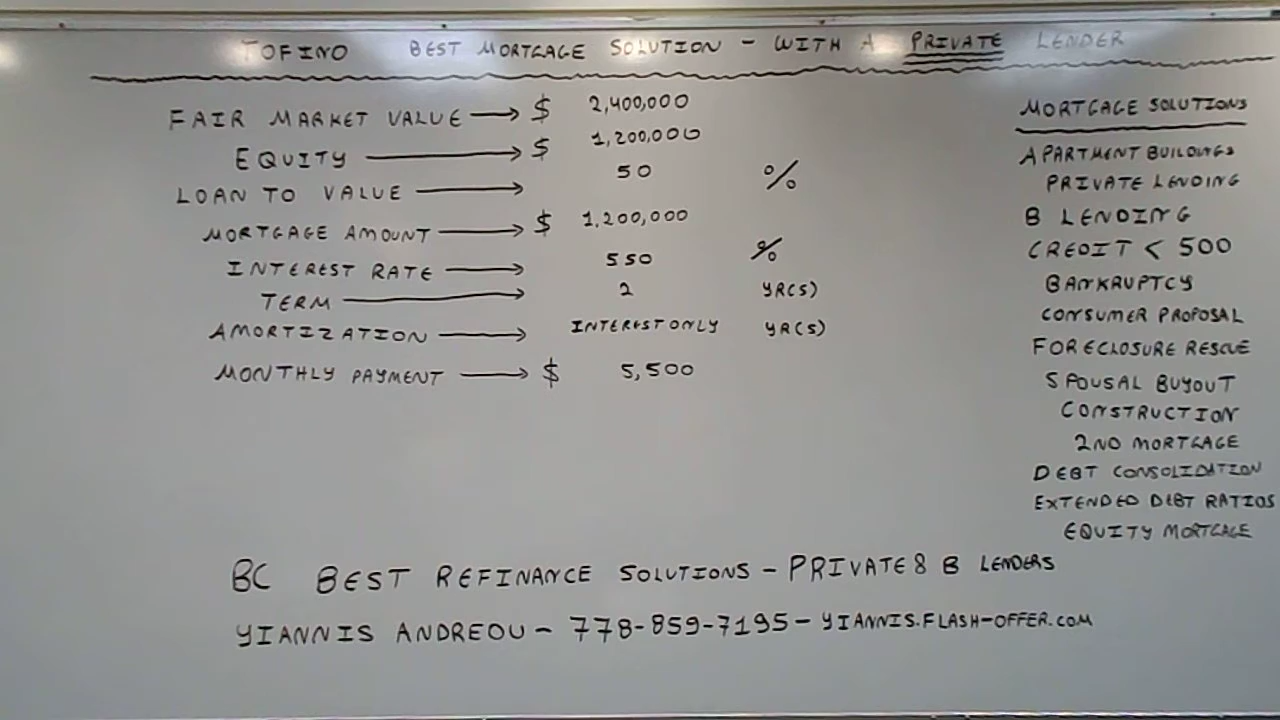 TOFINO BEST MORTGAGE SOLUTION - WITH A PRIVATE LENDER
FAIR MARKET VALUE → $ 2,400,000
EQUITY → $ 1,200,000
LOAN TO VALUE → 50 %
MORTGAGE AMOUNT → $ 1,200,000
INTEREST RATE → 550 %
TERM → 2 YR(S)
AMORTIZATION → INTEREST ONLY YR(S)
MONTHLY PAYMENT → $ 5,500
MORTGAGE SOLUTIONS
APARTMENT BUILDINGS
PRIVATE LENDING
B LENDING
CREDIT < 500
BANKRUPTCY
CONSUMER PROPOSAL
FORECLOSURE RESCUE
SPOUSAL BUYOUT
CONSTRUCTION
2ND MORTGAGE
DEBT CONSOLIDATION
EXTENDED DEBT RATIOS
EQUITY MORTGAGE
BC BEST REFINANCE SOLUTIONS - PRIVATE & B LENDERS
YIANNIS ANDREOU - 778-859-7195 - YIANNIS.FLASH-OFFER.COM